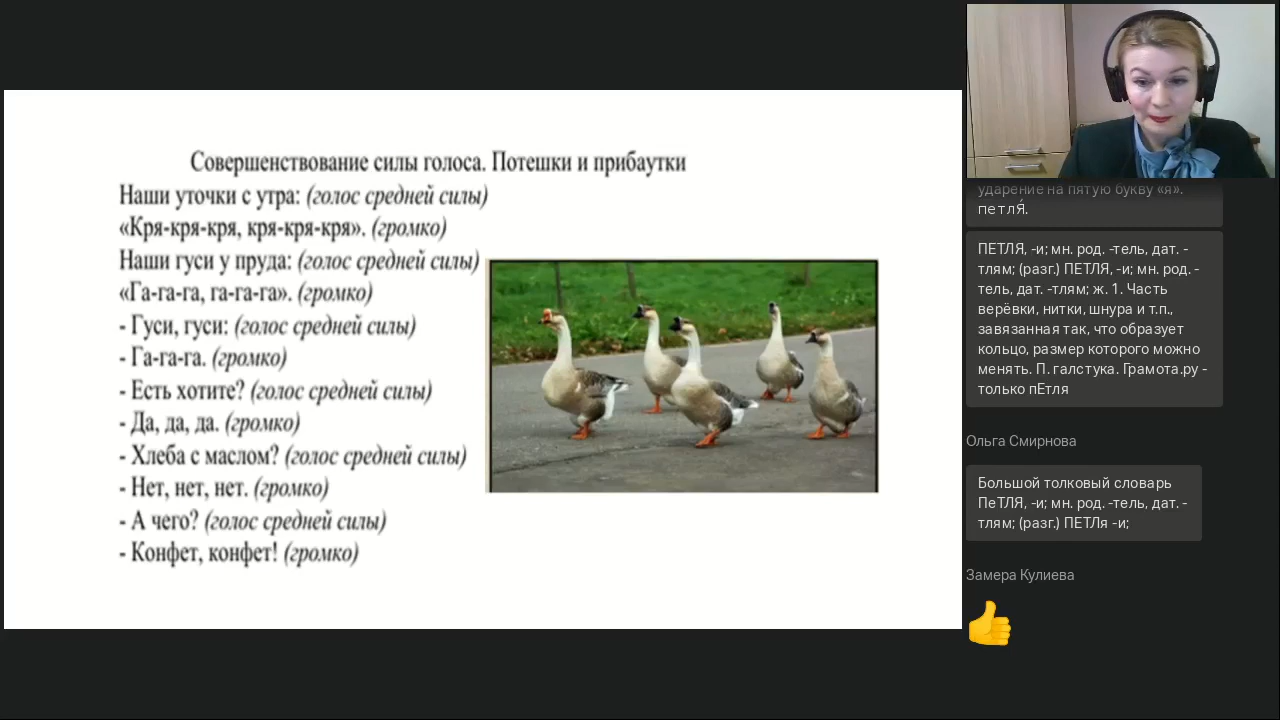 Совершенствование силы голоса. Потешки и прибаутки
Наши уточки с утра: (голос средней силы)
«Кря-кря-кря, кря-кря-кря». (громко)
Наши гуси у пруда: (голос средней силы)
«Га-га-га, га-га-га». (громко)
- Гуси, гуси: (голос средней силы)
- Га-га-га. (громко)
- Есть хотите? (голос средней силы)
- Да, да, да. (громко)
- Хлеба с маслом? (голос средней силы)
- Нет, нет, нет. (громко)
- А чего? (голос средней силы)
- Конфет, конфет! (громко)
ударение на пятую букву «я».
петлЯ́.
ПЕТЛЯ, -и; мн. род. -тель, дат. -
тлям; (разг.) ПЕТЛЯ, -и; мн. род. -
тель, дат. -тлям; ж. 1. Часть
верёвки, нитки, шнура и т.п.,
завязанная так, что образует
кольцо, размер которого можно
менять. П. галстука. Грамота.ру -
только пЕтля
Ольга Смирнова
Большой толковый словарь
ПеТЛЯ, -и; мн. род. -тель, дат. -
тлям; (разг.) ПЕТЛя -и;
Замера Кулиева